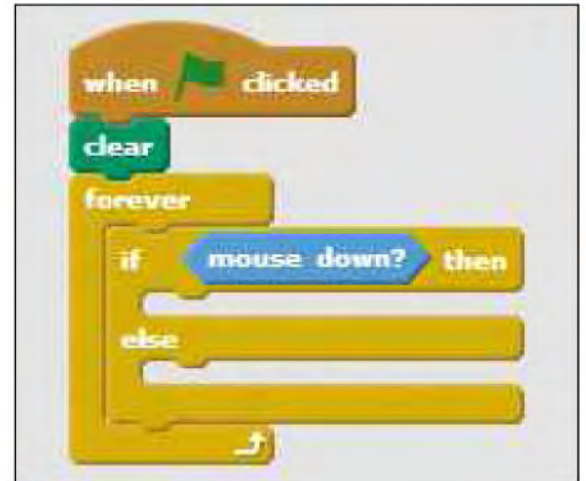 when clicked
clear
forever
if mouse down? then
else